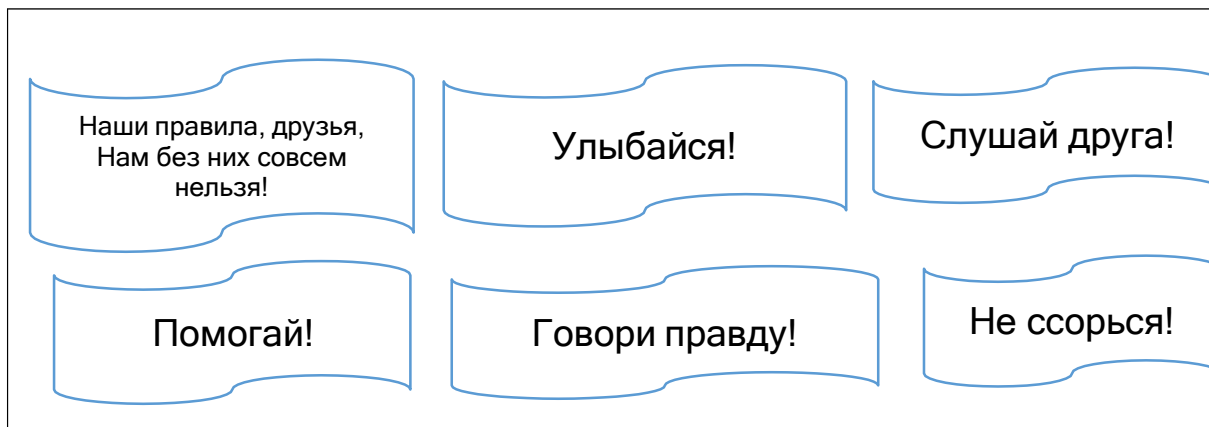 Наши правила, друзья,
Нам без них совсем
нельзя!
Улыбайся!
Слушай друга!
Помогай!
Говори правду!
Не ссорься!